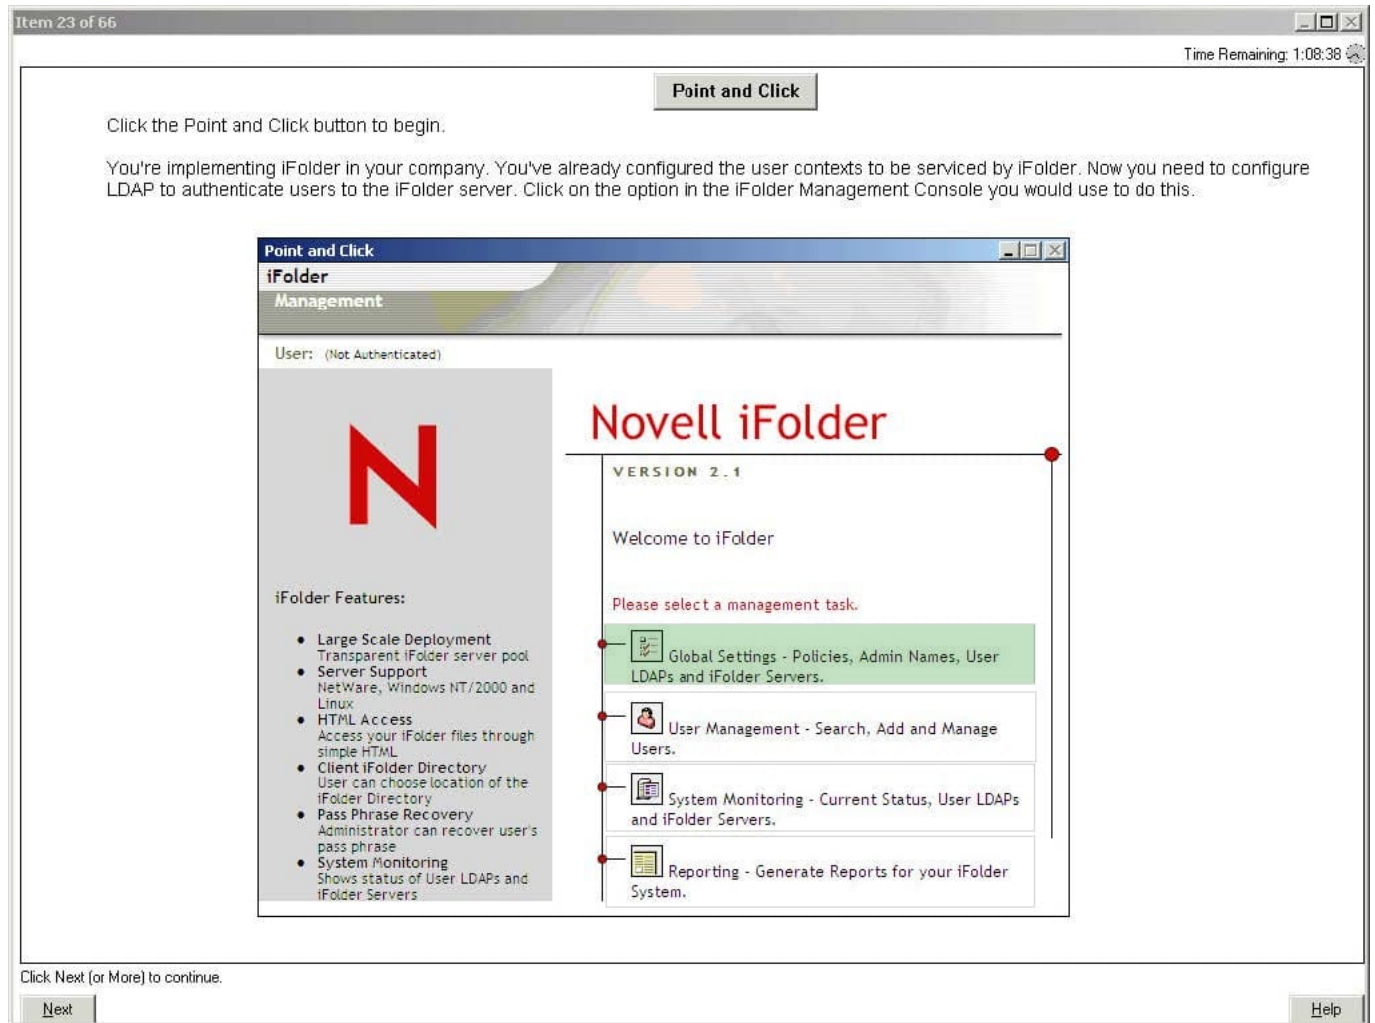 Item 23 of 66
Time Remaining: 1:08:38
Point and Click
Click the Point and Click button to begin.
You're implementing iFolder in your company. You've already configured the user contexts to be serviced by iFolder. Now you need to configure
LDAP to authenticate users to the iFolder server. Click on the option in the iFolder Management Console you would use to do this.
Point and Click
iFolder
Management
User: (Not Authenticated)
N
iFolder Features:
• Large Scale Deployment
Transparent iFolder server pool
• Server Support
NetWare, Windows NT/2000 and
Linux
• HTML Access
Access your iFolder files through
simple HTML
• Client iFolder Directory
User can choose location of the
iFolder Directory
• Pass Phrase Recovery
Administrator can recover user's
pass phrase
• System Monitoring
Shows status of User LDAPs and
iFolder Servers
Novell iFolder
VERSION 2.1
Welcome to iFolder
Please select a management task.
Global Settings - Policies, Admin Names, User
LDAPs and iFolder Servers.
User Management - Search, Add and Manage
Users.
System Monitoring - Current Status, User LDAPs
and iFolder Servers.
Reporting - Generate Reports for your iFolder
System.
Click Next (or More) to continue.
Next
Help